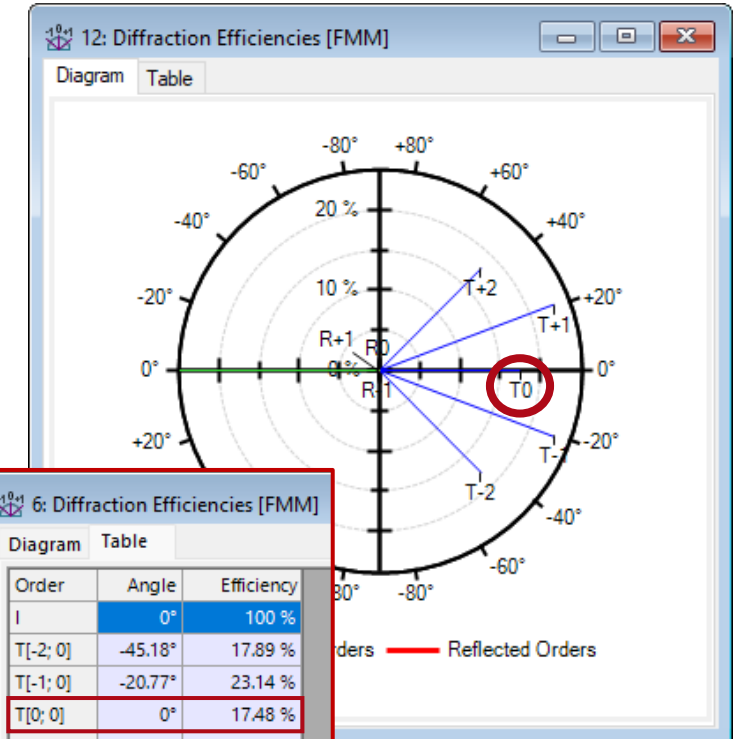 12: Diffraction Efficiencies [FMM]
Diagram Table
-80° +80°
-60° +60°
20 %
-40° +40°
10 %
-20° +20°
T+2
T+1
R+1 R0
0° 0 % 0°
R-1 T0
+20° -20°
T-1
T-2
-40°
-60°
80° -80°
ders Reflected Orders
6: Diffraction Efficiencies [FMM]
Diagram Table
Order Angle Efficiency
I 0° 100 %
T[-2; 0] -45.18° 17.89 %
T[-1; 0] -20.77° 23.14 %
T[0; 0] 0° 17.48 %